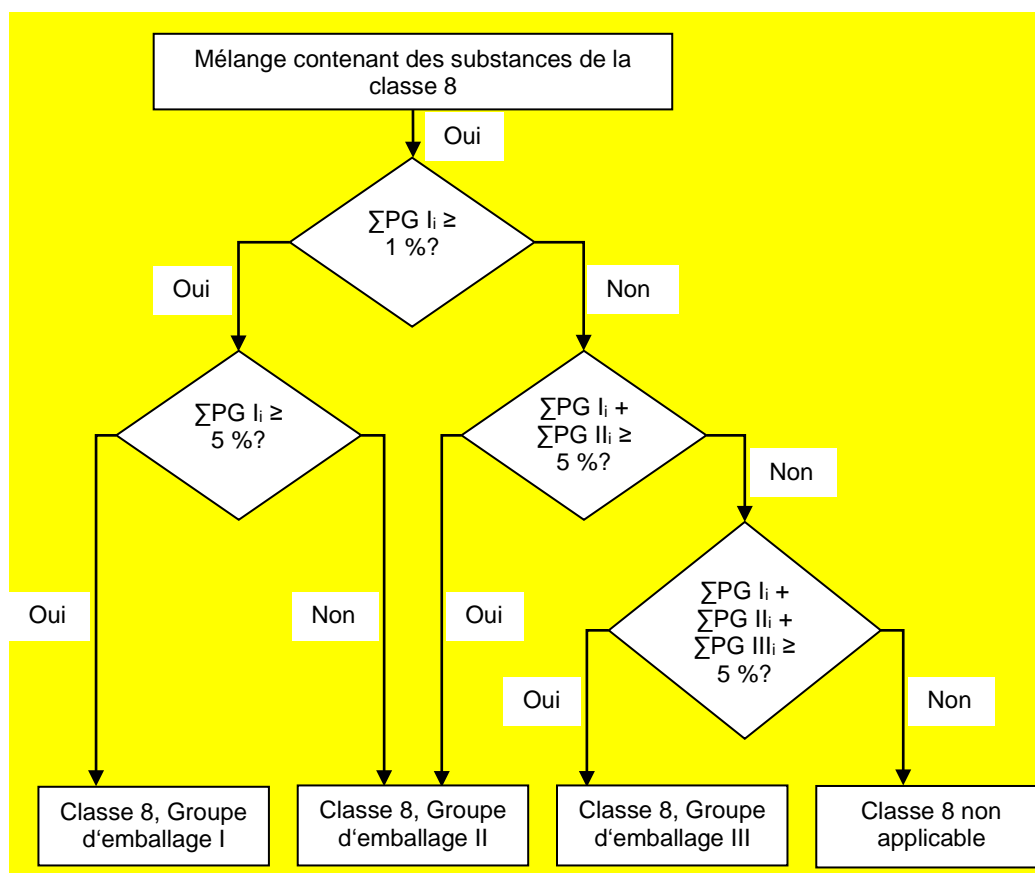 Mélange contenant des substances de la
classe 8
Oui
∑PG Iᵢ ≥
1 %?
Oui
Non
∑PG Iᵢ ≥
5 %?
∑PG Iᵢ +
∑PG IIᵢ ≥
5 %?
Non
Oui
Non
Oui
∑PG Iᵢ +
∑PG IIᵢ +
∑PG IIIᵢ ≥
5 %?
Oui
Non
Classe 8, Groupe
d‘emballage I
Classe 8, Groupe
d‘emballage II
Classe 8, Groupe
d‘emballage III
Classe 8 non
applicable